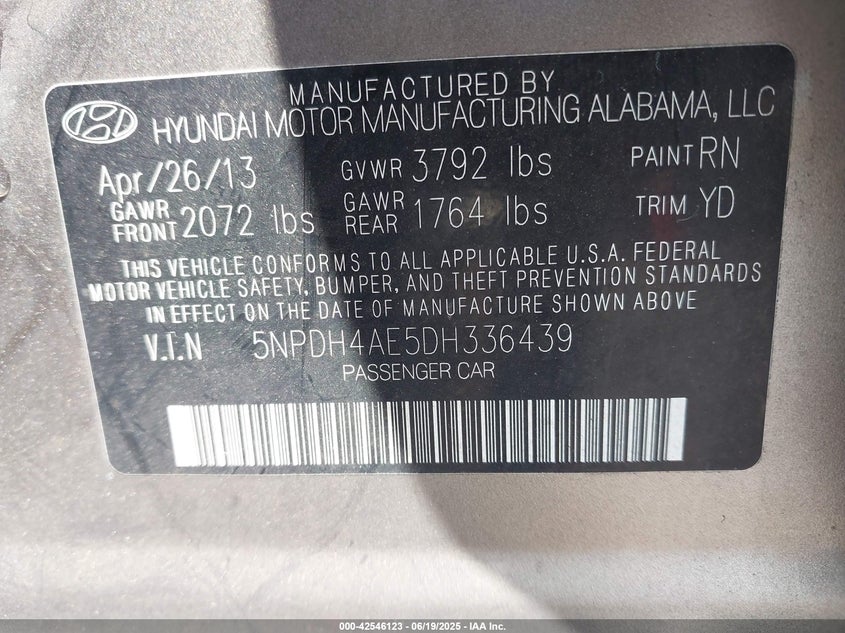 MANUFACTURED BY
HYUNDAI MOTOR MANUFACTURING ALABAMA, LLC
Apr/26/13 GVWR 3792 lbs PAINT RN
GAWR FRONT 2072 lbs GAWR REAR 1764 lbs TRIM YD
THIS VEHICLE CONFORMS TO ALL APPLICABLE U.S.A. FEDERAL
MOTOR VEHICLE SAFETY, BUMPER, AND THEFT PREVENTION STANDARDS
IN EFFECT ON THE DATE OF MANUFACTURE SHOWN ABOVE
V.I.N 5NPDH4AE5DH336439
PASSENGER CAR
000-42546123 - 06/19/2025 - IAA Inc.